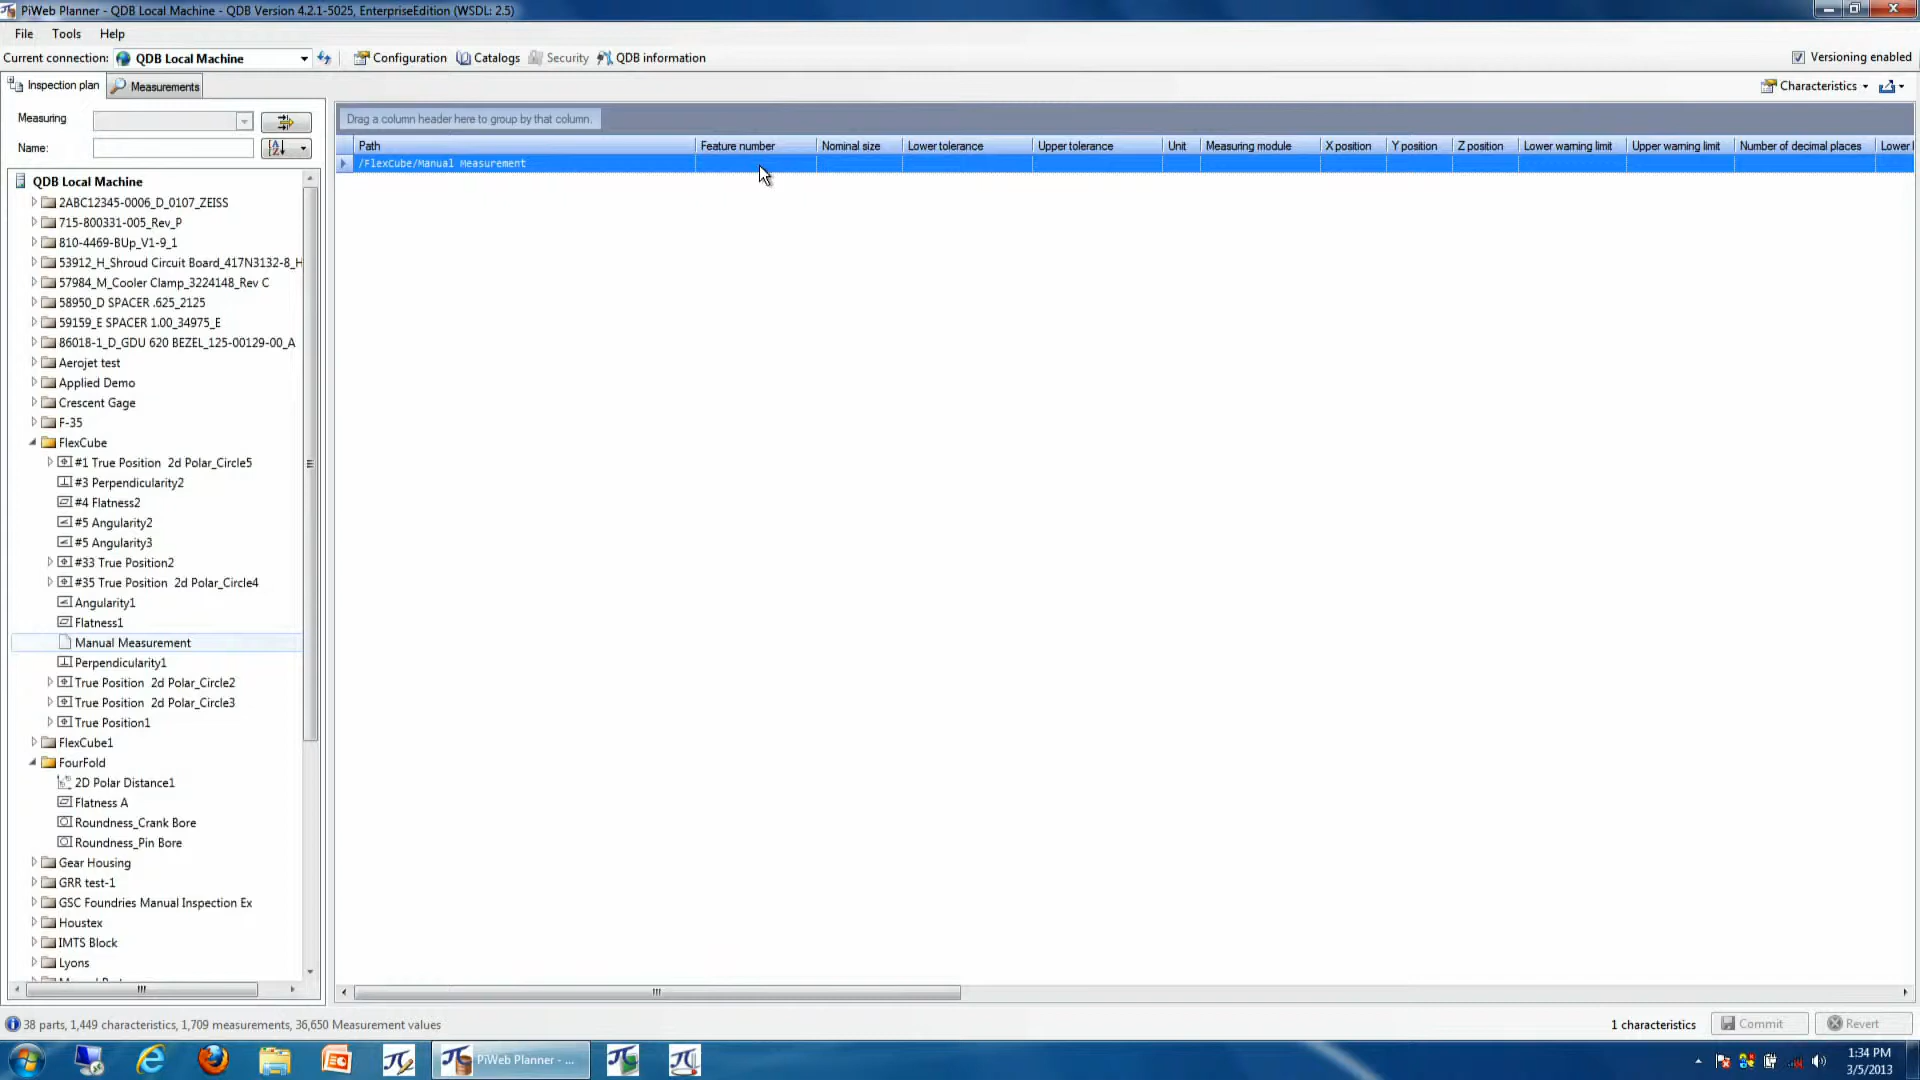 PiWeb Planner - QDB Local Machine - QDB Version 4.2.1-5025, EnterpriseEdition (WSDL: 2.5)
File Tools Help
Current connection: QDB Local Machine Configuration Catalogs Security QDB information Versioning enabled
Inspection plan Measurements Characteristics
Measuring
Name:
Drag a column header here to group by that column.
Path Feature number Nominal size Lower tolerance Upper tolerance Unit Measuring module X position Y position Z position Lower warning limit Upper warning limit Number of decimal places Lower
/FlexCube/Manual Measurement
QDB Local Machine
2ABC12345-0006_D_0107_ZEISS
715-800331-005_Rev_P
810-4469-BUp_V1-9_1
53912_H_Shroud Circuit Board_417N3132-8_H
57984_M_Cooler Clamp_3224148_Rev C
58950_D SPACER .625_2125
59159_E SPACER 1.00_34975_E
86018-1_D_GDU 620 BEZEL_125-00129-00_A
Aerojet test
Applied Demo
Crescent Gage
F-35
FlexCube
#1 True Position 2d Polar_Circle5
#3 Perpendicularity2
#4 Flatness2
#5 Angularity2
#5 Angularity3
#33 True Position2
#35 True Position 2d Polar_Circle4
Angularity1
Flatness1
Manual Measurement
Perpendicularity1
True Position 2d Polar_Circle2
True Position 2d Polar_Circle3
True Position1
FlexCube1
FourFold
2D Polar Distance1
Flatness A
Roundness_Crank Bore
Roundness_Pin Bore
Gear Housing
GRR test-1
GSC Foundries Manual Inspection Ex
Houstex
IMTS Block
Lyons
38 parts, 1,449 characteristics, 1,709 measurements, 36,650 Measurement values
1 characteristics Commit Revert
PiWeb Planner - ...
1:34 PM
3/5/2013